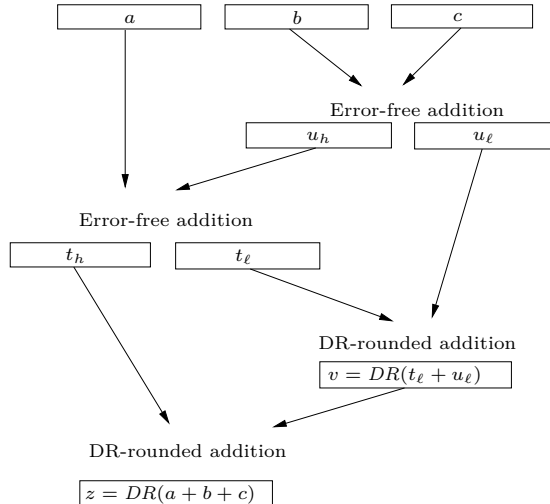 a b c
Error-free addition
u_h u_ℓ
Error-free addition
t_h t_ℓ
DR-rounded addition
v = DR(t_ℓ + u_ℓ)
DR-rounded addition
z = DR(a + b + c)